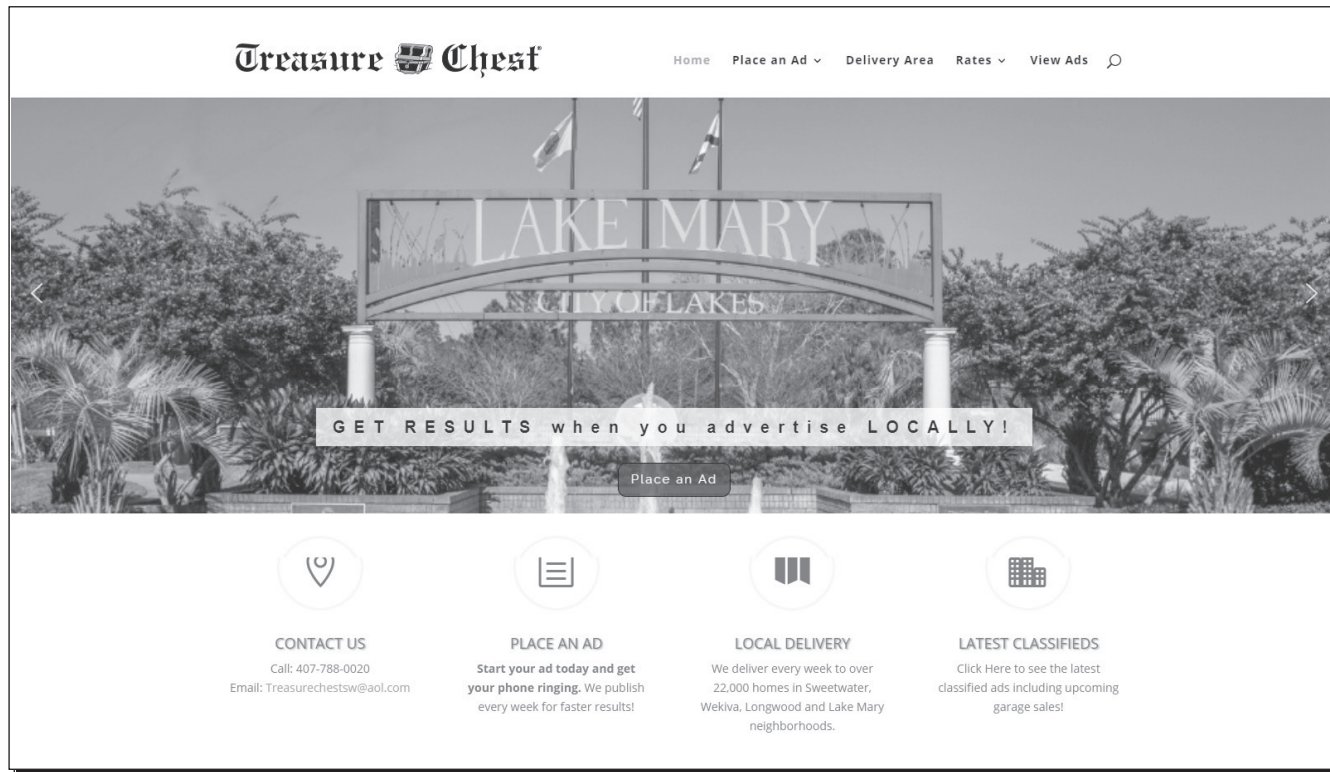 Treasure Chest
Home Place an Ad Delivery Area Rates View Ads
LAKE MARY
CITY OF LAKES
GET RESULTS when you advertise LOCALLY!
Place an Ad
CONTACT US
Call: 407-788-0020
Email: Treasurechestsw@aol.com
PLACE AN AD
Start your ad today and get
your phone ringing. We publish
every week for faster results!
LOCAL DELIVERY
We deliver every week to over
22,000 homes in Sweetwater,
Wekiva, Longwood and Lake Mary
neighborhoods.
LATEST CLASSIFIEDS
Click Here to see the latest
classified ads including upcoming
garage sales!